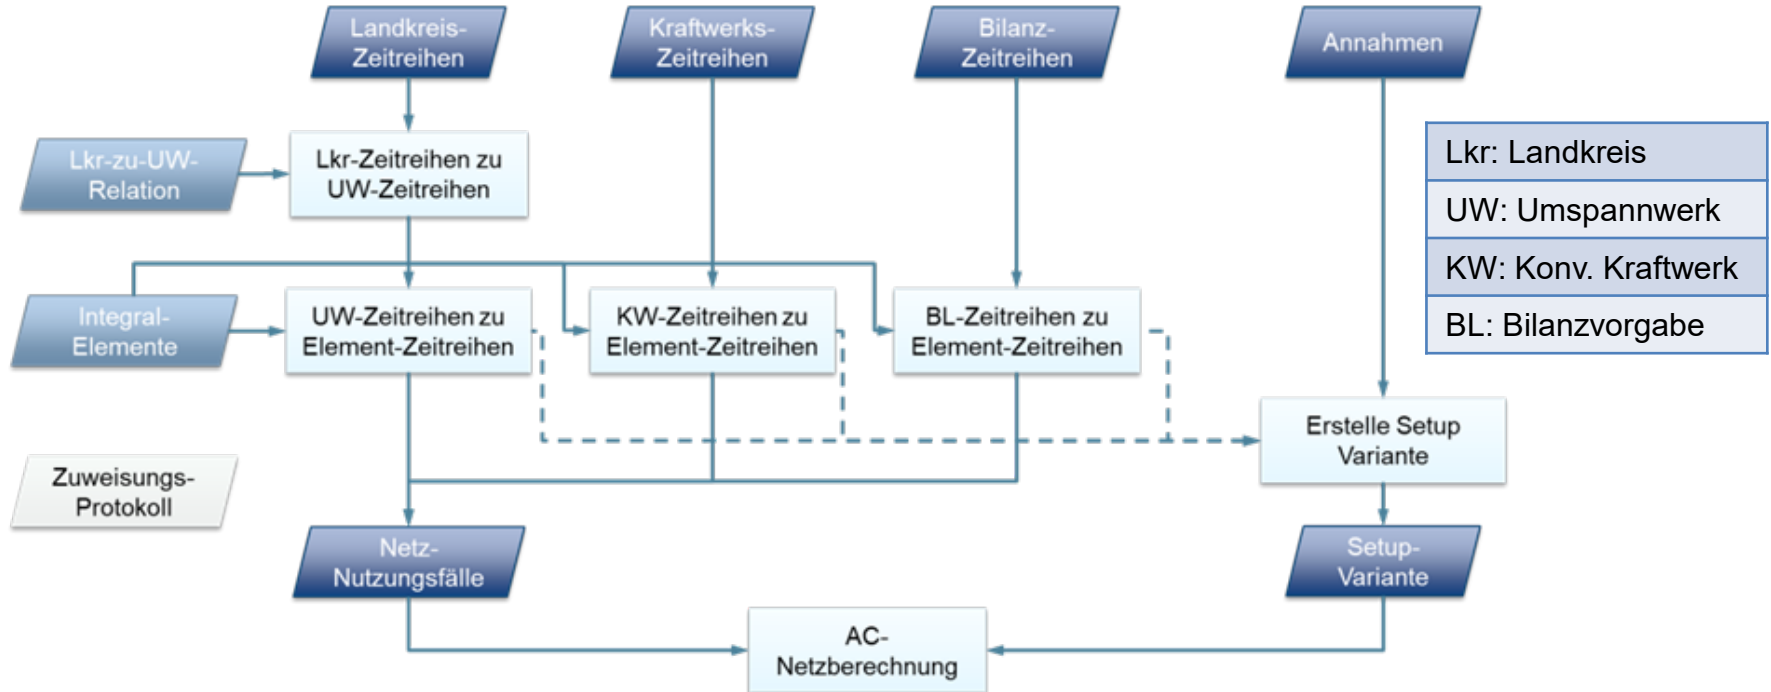 Landkreis-
Zeitreihen
Kraftwerks-
Zeitreihen
Bilanz-
Zeitreihen
Annahmen
Lkr-zu-UW-
Relation
Lkr-Zeitreihen zu
UW-Zeitreihen
Lkr: Landkreis
UW: Umspannwerk
KW: Konv. Kraftwerk
BL: Bilanzvorgabe
Integral-
Elemente
UW-Zeitreihen zu
Element-Zeitreihen
KW-Zeitreihen zu
Element-Zeitreihen
BL-Zeitreihen zu
Element-Zeitreihen
Erstelle Setup
Variante
Zuweisungs-
Protokoll
Netz-
Nutzungsfälle
Setup-
Variante
AC-
Netzberechnung